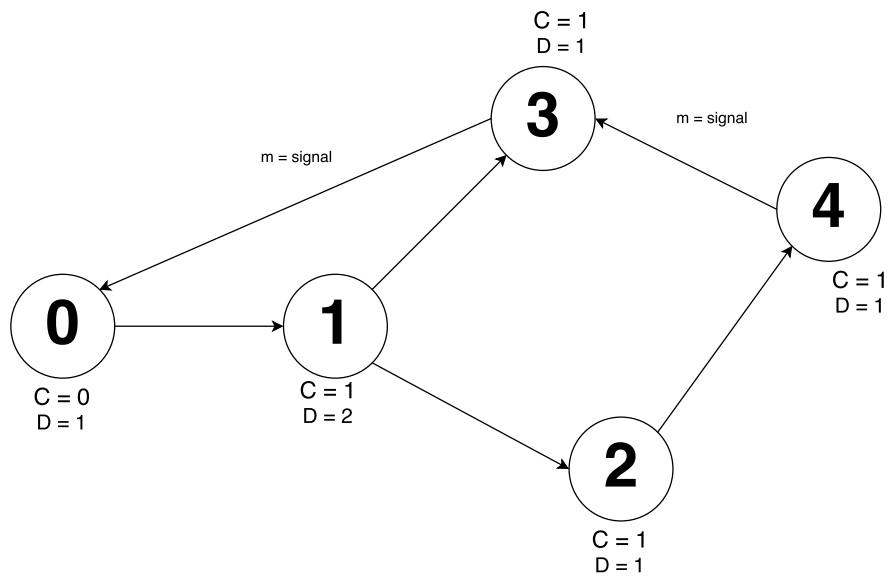 C = 1
D = 1
3
m = signal
m = signal
4
C = 1
D = 1
0
C = 0
D = 1
1
C = 1
D = 2
2
C = 1
D = 1